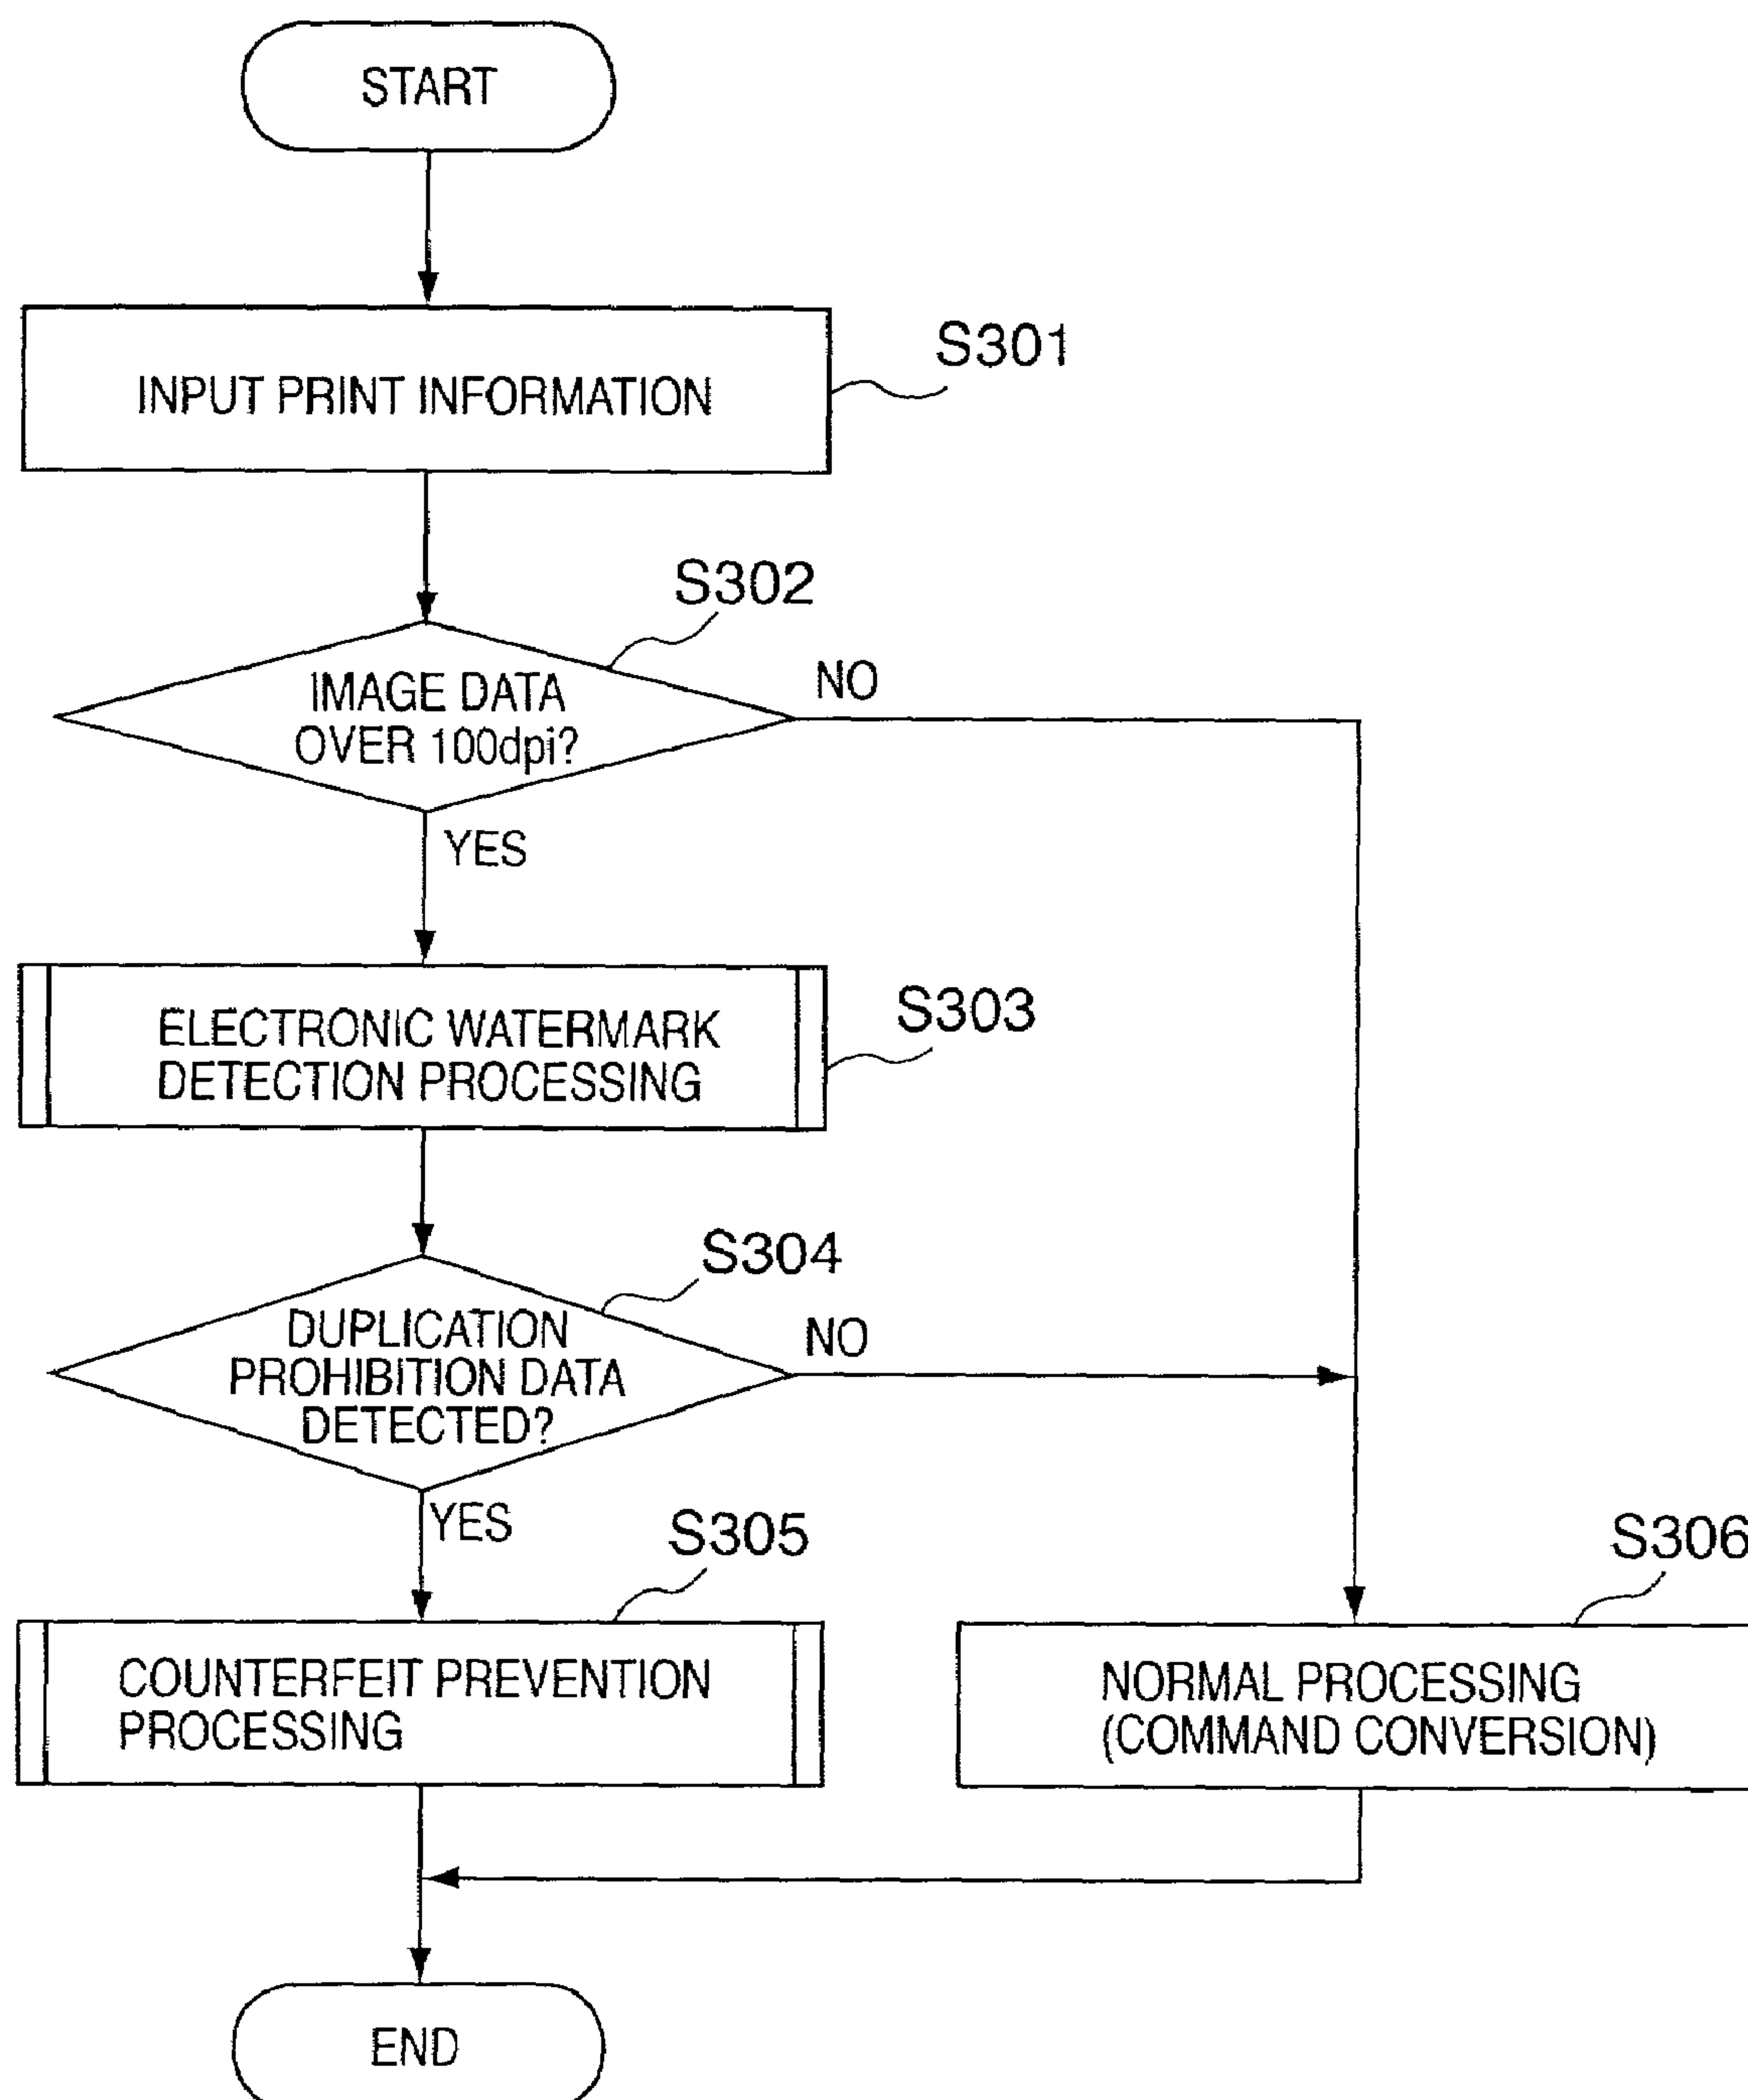 START
INPUT PRINT INFORMATION
S301
S302
IMAGE DATA
OVER 100dpi?
NO
YES
ELECTRONIC WATERMARK
DETECTION PROCESSING
S303
S304
DUPLICATION
PROHIBITION DATA
DETECTED?
NO
YES
S305
COUNTERFEIT PREVENTION
PROCESSING
S306
NORMAL PROCESSING
(COMMAND CONVERSION)
END